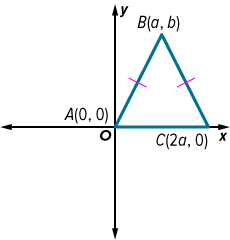 y
B(a, b)
A(0, 0)
O
x
C(2a, 0)